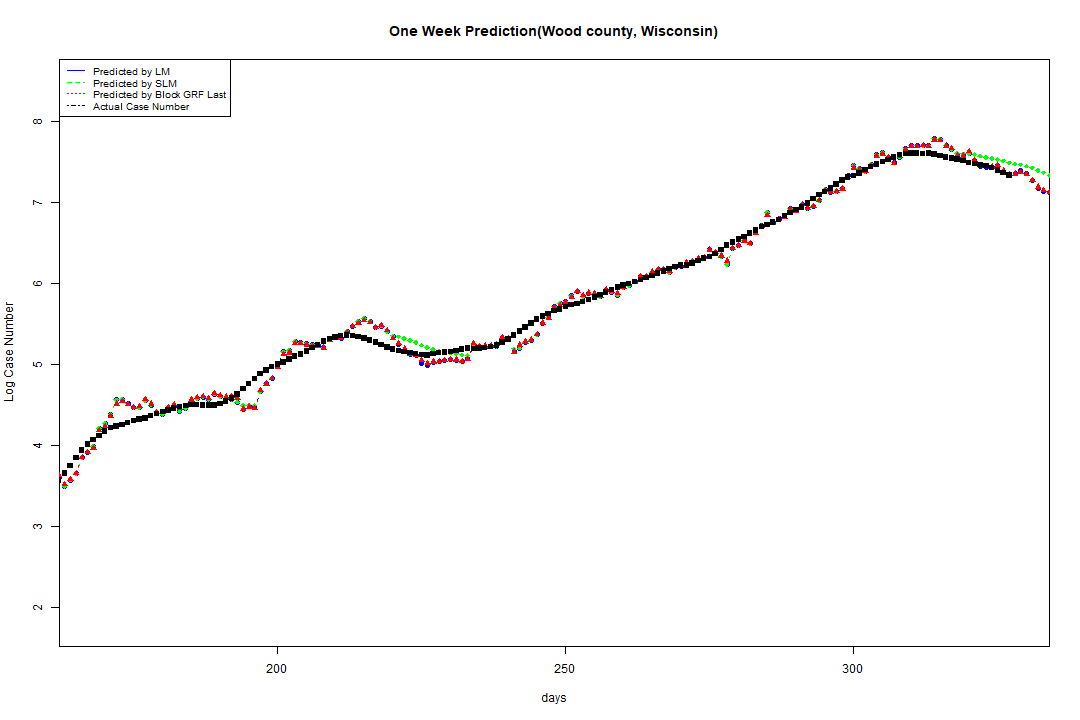 One Week Prediction(Wood county, Wisconsin)
Predicted by LM
Predicted by SLM
Predicted by Block GRF Last
Actual Case Number
Log Case Number
8
7
6
5
4
3
2
200
250
300
days